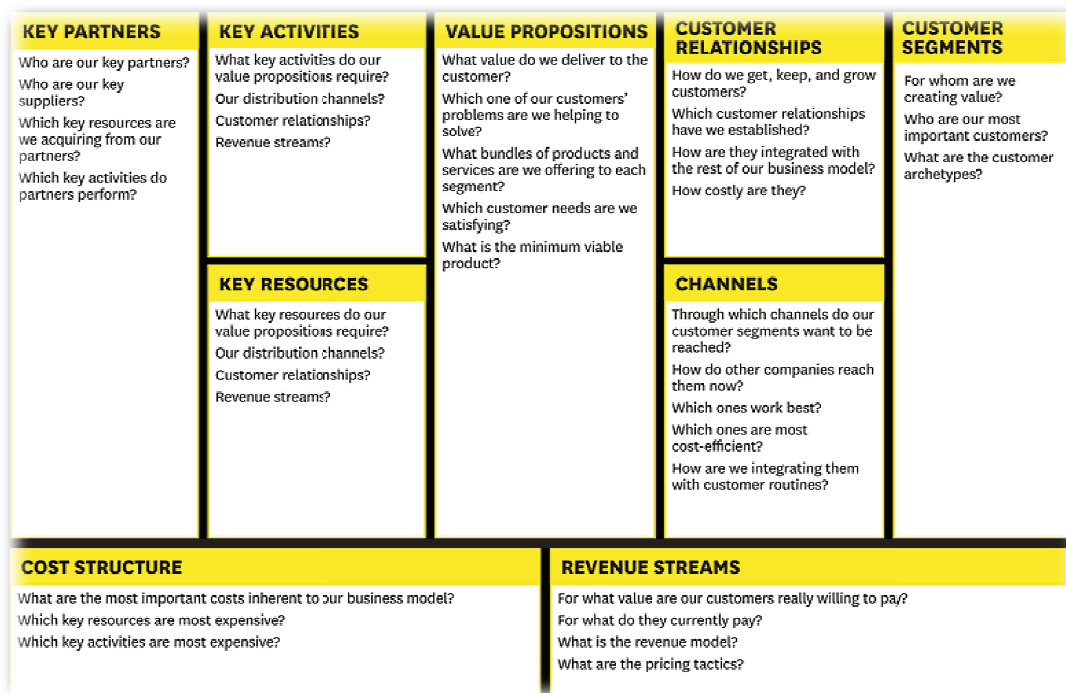 KEY PARTNERS
Who are our key partners?
Who are our key
suppliers?
Which key resources are
we acquiring from our
partners?
Which key activities do
partners perform?
KEY ACTIVITIES
What key activities do our
value propositions require?
Our distribution channels?
Customer relationships?
Revenue streams?
KEY RESOURCES
What key resources do our
value propositions require?
Our distribution channels?
Customer relationships?
Revenue streams?
VALUE PROPOSITIONS
What value do we deliver to the
customer?
Which one of our customers’
problems are we helping to
solve?
What bundles of products and
services are we offering to each
segment?
Which customer needs are we
satisfying?
What is the minimum viable
product?
CUSTOMER
RELATIONSHIPS
How do we get, keep, and grow
customers?
Which customer relationships
have we established?
How are they integrated with
the rest of our business model?
How costly are they?
CHANNELS
Through which channels do our
customer segments want to be
reached?
How do other companies reach
them now?
Which ones work best?
Which ones are most
cost-efficient?
How are we integrating them
with customer routines?
CUSTOMER
SEGMENTS
For whom are we
creating value?
Who are our most
important customers?
What are the customer
archetypes?
COST STRUCTURE
What are the most important costs inherent to our business model?
Which key resources are most expensive?
Which key activities are most expensive?
REVENUE STREAMS
For what value are our customers really willing to pay?
For what do they currently pay?
What is the revenue model?
What are the pricing tactics?